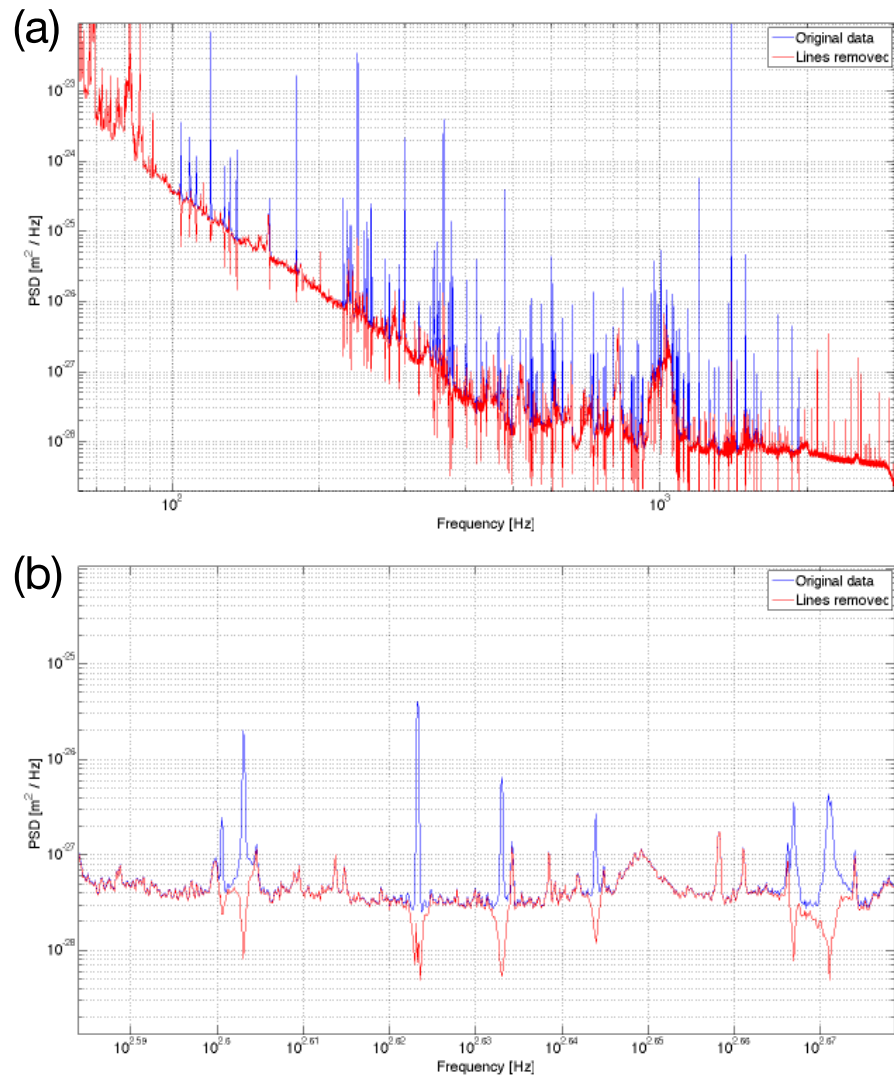 (a)
Original data
Lines removed
10^-23
10^-24
10^-25
10^-26
10^-27
10^-28
PSD [m^2 / Hz]
10^2
10^3
Frequency [Hz]
(b)
Original data
Lines removed
10^-25
10^-26
10^-27
10^-28
PSD [m^2 / Hz]
10^2.59
10^2.6
10^2.61
10^2.62
10^2.63
10^2.64
10^2.65
10^2.66
10^2.67
Frequency [Hz]